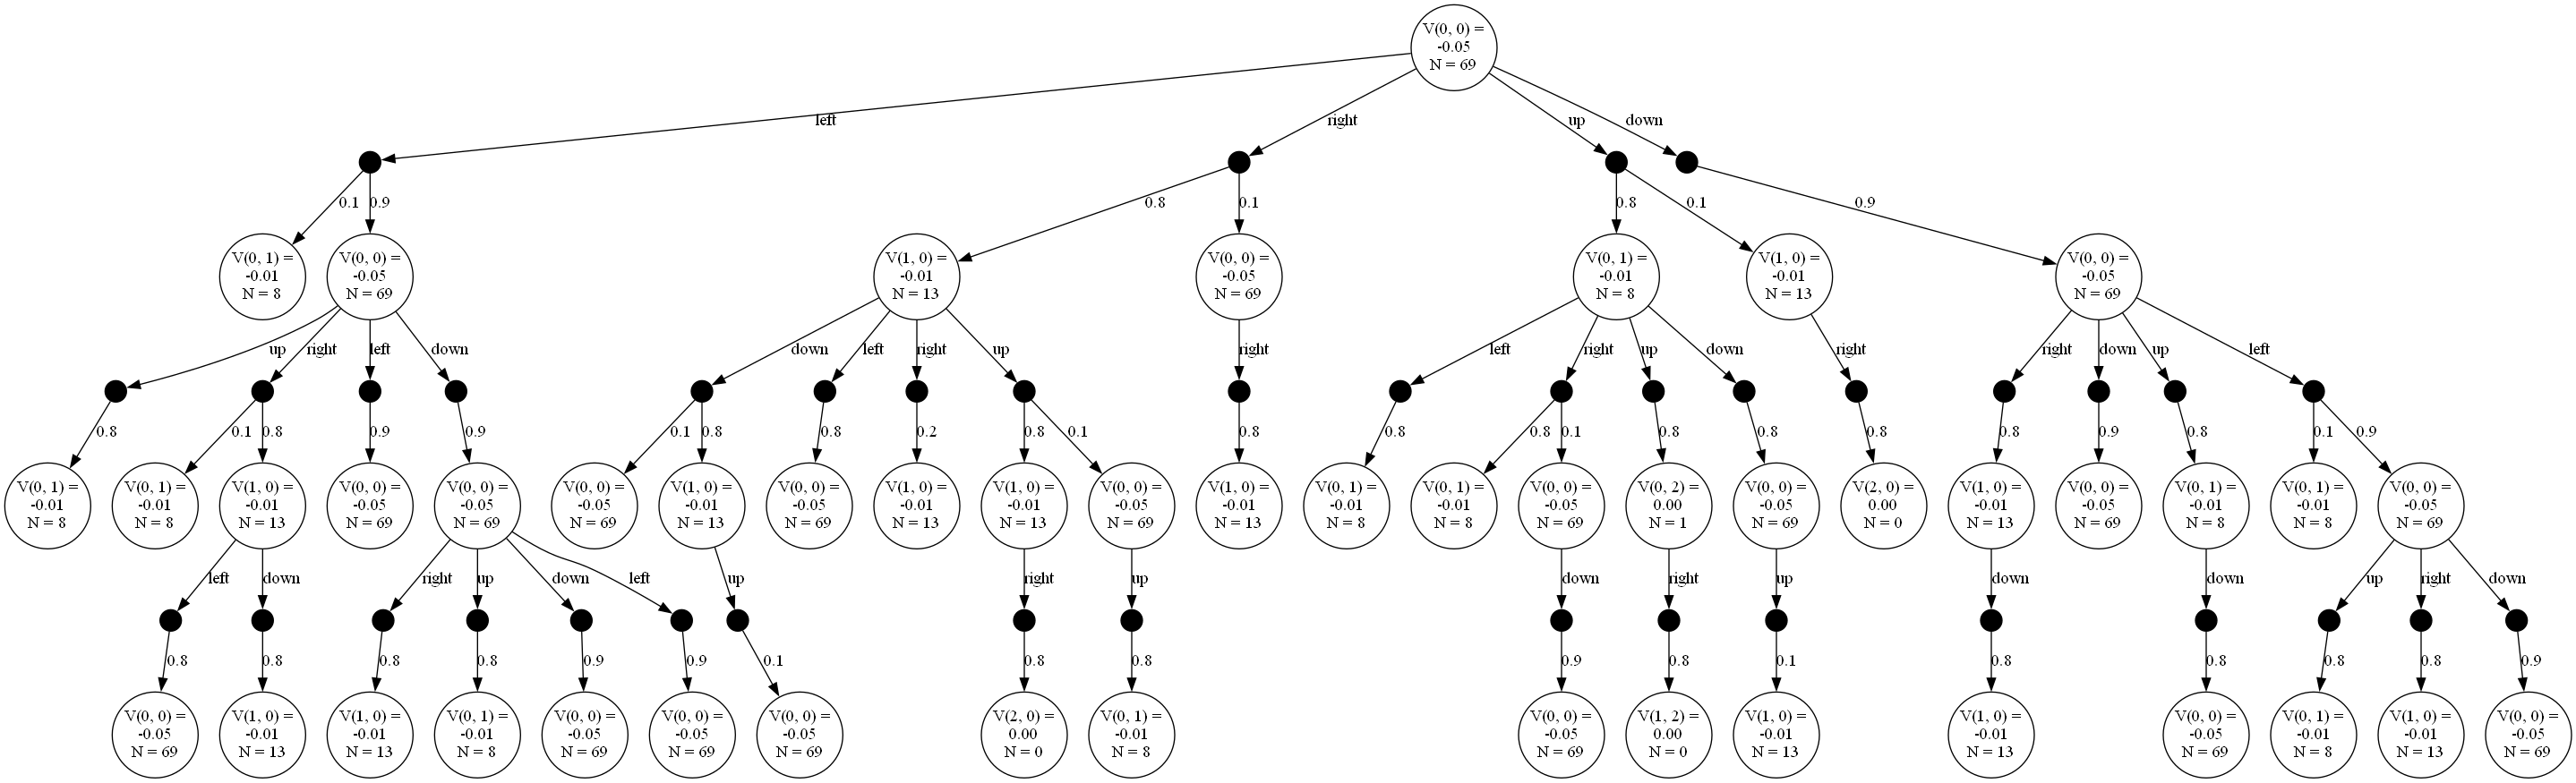 V(0, 0) =
-0.05
N = 69
left
right
up
down
0.1
0.9
0.8
0.1
0.8
0.1
0.9
V(0, 1) =
-0.01
N = 8
V(0, 0) =
-0.05
N = 69
V(1, 0) =
-0.01
N = 13
V(0, 0) =
-0.05
N = 69
V(0, 1) =
-0.01
N = 8
V(1, 0) =
-0.01
N = 13
V(0, 0) =
-0.05
N = 69
up
right
left
down
down
left
right
up
right
left
right
up
down
right
right
down
up
left
0.8
0.1
0.8
0.9
0.9
0.1
0.8
0.8
0.2
0.8
0.1
0.8
0.8
0.8
0.1
0.8
0.8
0.8
0.8
0.9
0.8
0.1
0.9
V(0, 1) =
-0.01
N = 8
V(0, 1) =
-0.01
N = 8
V(1, 0) =
-0.01
N = 13
V(0, 0) =
-0.05
N = 69
V(0, 0) =
-0.05
N = 69
V(0, 0) =
-0.05
N = 69
V(1, 0) =
-0.01
N = 13
V(0, 0) =
-0.05
N = 69
V(1, 0) =
-0.01
N = 13
V(1, 0) =
-0.01
N = 13
V(0, 0) =
-0.05
N = 69
V(1, 0) =
-0.01
N = 13
V(0, 1) =
-0.01
N = 8
V(0, 1) =
-0.01
N = 8
V(0, 0) =
-0.05
N = 69
V(0, 2) =
0.00
N = 1
V(0, 0) =
-0.05
N = 69
V(2, 0) =
0.00
N = 0
V(1, 0) =
-0.01
N = 13
V(0, 0) =
-0.05
N = 69
V(0, 1) =
-0.01
N = 8
V(0, 1) =
-0.01
N = 8
V(0, 0) =
-0.05
N = 69
left
down
right
up
down
left
up
right
up
down
right
up
down
down
up
right
down
0.8
0.8
0.8
0.8
0.9
0.9
0.1
0.8
0.8
0.9
0.8
0.1
0.8
0.8
0.8
0.8
0.9
V(0, 0) =
-0.05
N = 69
V(1, 0) =
-0.01
N = 13
V(1, 0) =
-0.01
N = 13
V(0, 1) =
-0.01
N = 8
V(0, 0) =
-0.05
N = 69
V(0, 0) =
-0.05
N = 69
V(0, 0) =
-0.05
N = 69
V(2, 0) =
0.00
N = 0
V(0, 1) =
-0.01
N = 8
V(0, 0) =
-0.05
N = 69
V(1, 2) =
0.00
N = 0
V(1, 0) =
-0.01
N = 13
V(1, 0) =
-0.01
N = 13
V(0, 0) =
-0.05
N = 69
V(0, 1) =
-0.01
N = 8
V(1, 0) =
-0.01
N = 13
V(0, 0) =
-0.05
N = 69